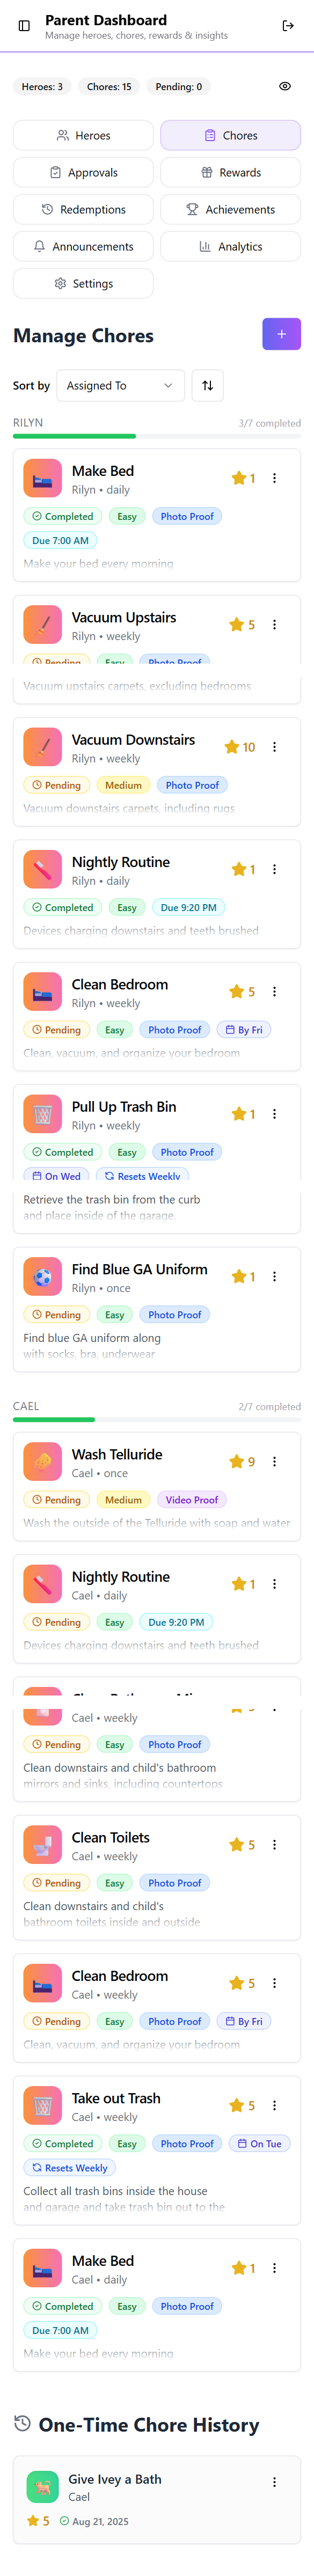 Parent Dashboard
Manage heroes, chores, rewards & insights
Heroes: 3 Chores: 15 Pending: 0
Heroes Chores
Approvals Rewards
Redemptions Achievements
Announcements Analytics
Settings
Manage Chores
Sort by Assigned To
RILYN 3/7 completed
Make Bed 1
Rilyn • daily
Completed Easy Photo Proof
Due 7:00 AM
Make your bed every morning
Vacuum Upstairs 5
Rilyn • weekly
Pending Easy Photo Proof
Vacuum upstairs carpets, excluding bedrooms
Vacuum Downstairs 10
Rilyn • weekly
Pending Medium Photo Proof
Vacuum downstairs carpets, including rugs
Nightly Routine 1
Rilyn • daily
Completed Easy Due 9:20 PM
Devices charging downstairs and teeth brushed
Clean Bedroom 5
Rilyn • weekly
Pending Easy Photo Proof By Fri
Clean, vacuum, and organize your bedroom
Pull Up Trash Bin 1
Rilyn • weekly
Completed Easy Photo Proof
On Wed Resets Weekly
Retrieve the trash bin from the curb
and place inside of the garage.
Find Blue GA Uniform 1
Rilyn • once
Pending Easy Photo Proof
Find blue GA uniform along
with socks, bra, underwear
CAEL 2/7 completed
Wash Telluride 9
Cael • once
Pending Medium Video Proof
Wash the outside of the Telluride with soap and water
Nightly Routine 1
Cael • daily
Pending Easy Due 9:20 PM
Devices charging downstairs and teeth brushed
Cael • weekly
Pending Easy Photo Proof
Clean downstairs and child's bathroom
mirrors and sinks, including countertops
Clean Toilets 5
Cael • weekly
Pending Easy Photo Proof
Clean downstairs and child's
bathroom toilets inside and outside
Clean Bedroom 5
Cael • weekly
Pending Easy Photo Proof By Fri
Clean, vacuum, and organize your bedroom
Take out Trash 5
Cael • weekly
Completed Easy Photo Proof On Tue
Resets Weekly
Collect all trash bins inside the house
and garage and take trash bin out to the
Make Bed 1
Cael • daily
Completed Easy Photo Proof
Due 7:00 AM
Make your bed every morning
One-Time Chore History
Give Ivey a Bath
Cael
5 Aug 21, 2025